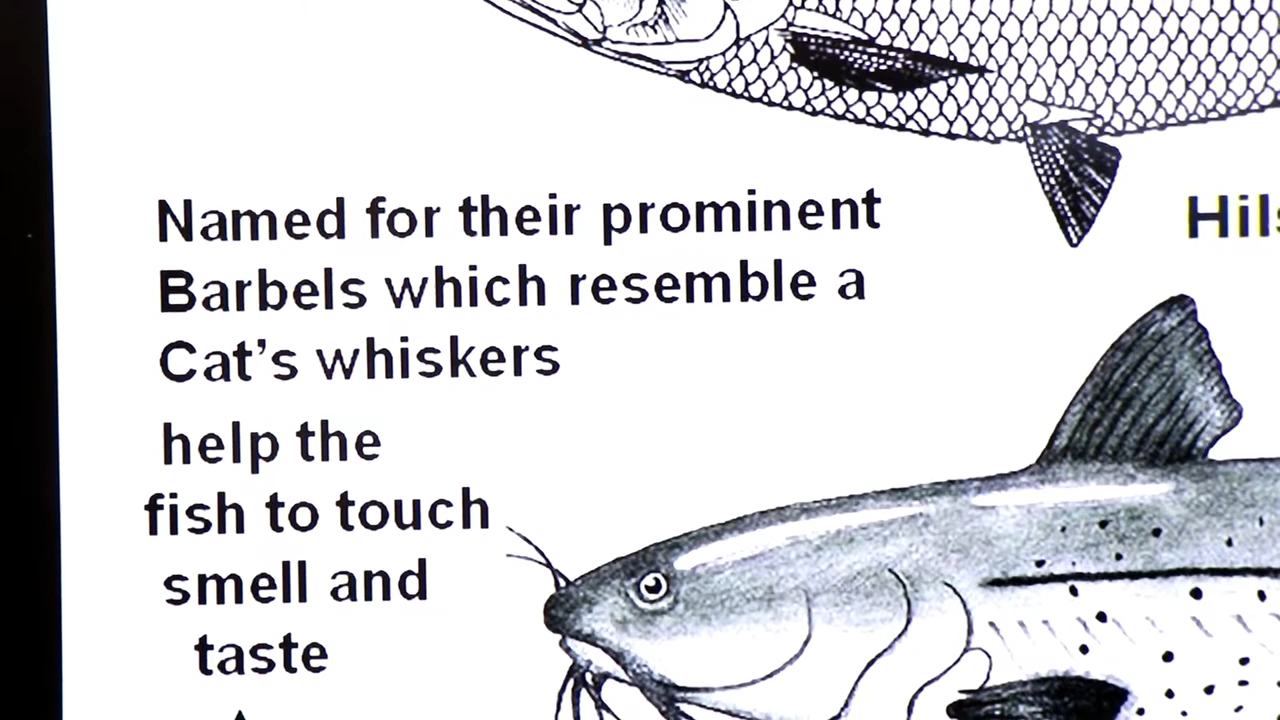 Named for their prominent
Barbels which resemble a
Cat's whiskers
help the
fish to touch
smell and
taste